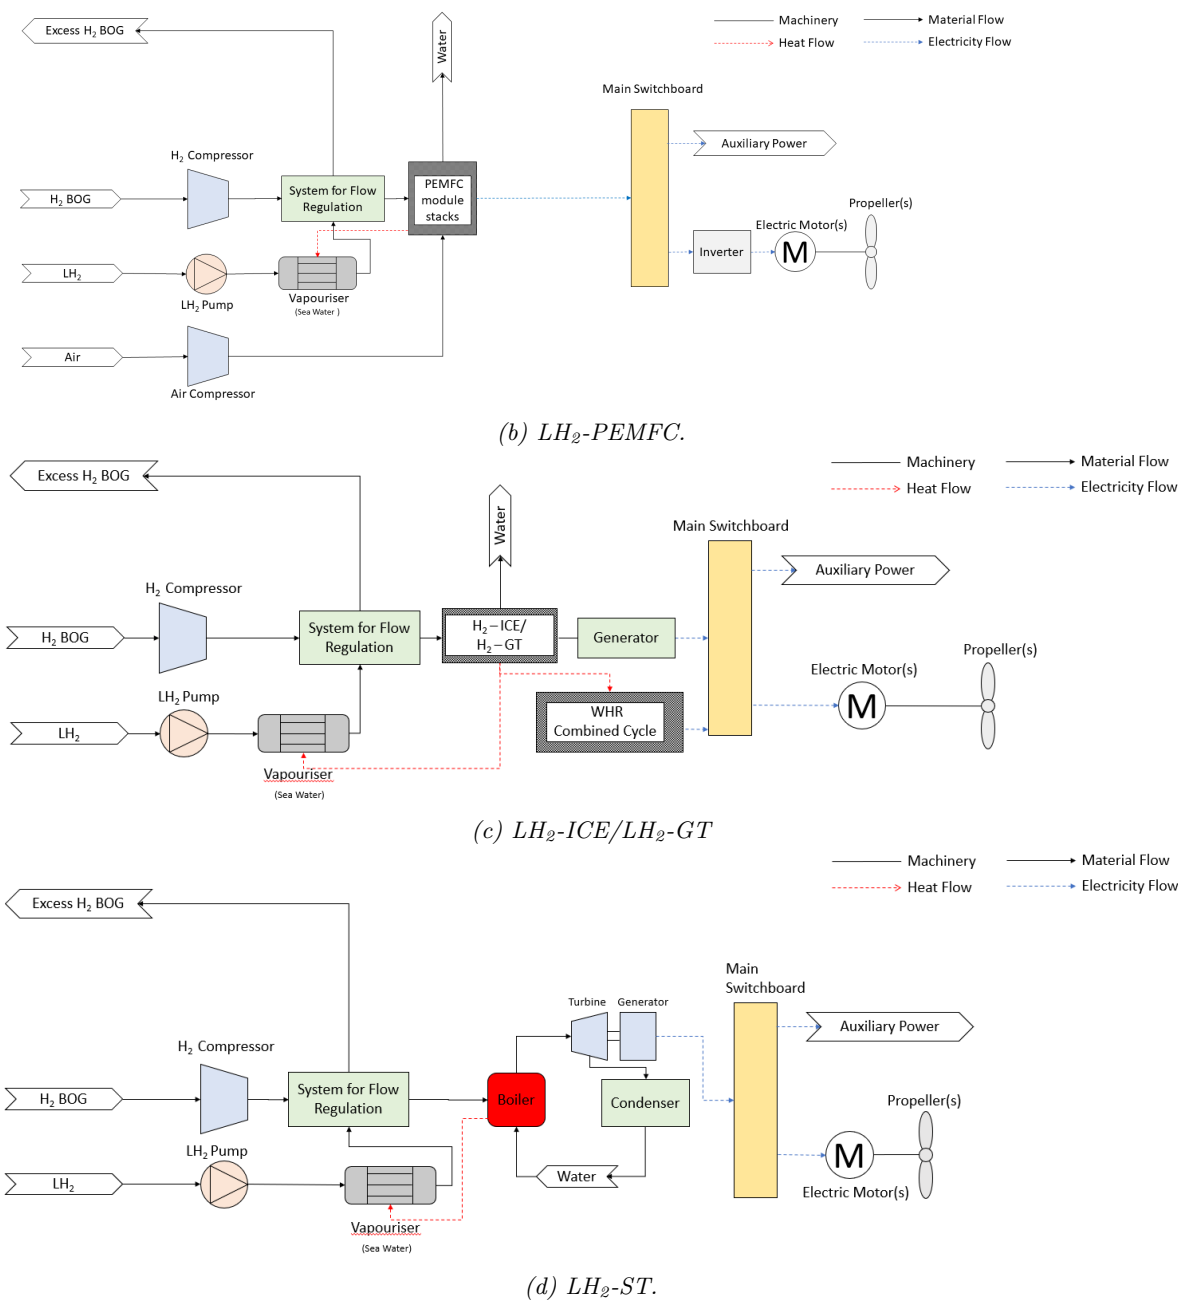 Excess H₂ BOG
Water
Machinery
Material Flow
Heat Flow
Electricity Flow
Main Switchboard
Auxiliary Power
H₂ Compressor
H₂ BOG
System for Flow
Regulation
PEMFC
module
stacks
Propeller(s)
Electric Motor(s)
Inverter
M
LH₂
LH₂ Pump
Vapouriser
(Sea Water )
Air
Air Compressor
(b) LH₂-PEMFC.
Excess H₂ BOG
Water
Machinery
Material Flow
Heat Flow
Electricity Flow
Main Switchboard
Auxiliary Power
H₂ Compressor
H₂ BOG
System for Flow
Regulation
H₂–ICE/
H₂–GT
Generator
Propeller(s)
Electric Motor(s)
M
LH₂ Pump
LH₂
WHR
Combined Cycle
Vapouriser
(Sea Water)
(c) LH₂-ICE/LH₂-GT
Machinery
Material Flow
Heat Flow
Electricity Flow
Excess H₂ BOG
Main
Switchboard
Turbine
Generator
Auxiliary Power
H₂ Compressor
H₂ BOG
System for Flow
Regulation
Boiler
Condenser
Propeller(s)
M
Electric Motor(s)
LH₂ Pump
LH₂
Water
Vapouriser
(Sea Water)
(d) LH₂-ST.